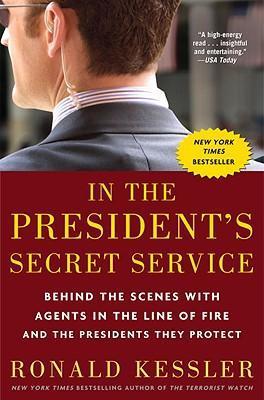 "A high-energy
read . . . insightful
and entertaining."
—USA Today
NEW YORK
TIMES
BESTSELLER
IN THE
PRESIDENT'S
SECRET SERVICE
BEHIND THE SCENES WITH
AGENTS IN THE LINE OF FIRE
AND THE PRESIDENTS THEY PROTECT
RONALD KESSLER
NEW YORK TIMES BESTSELLING AUTHOR OF THE TERRORIST WATCH